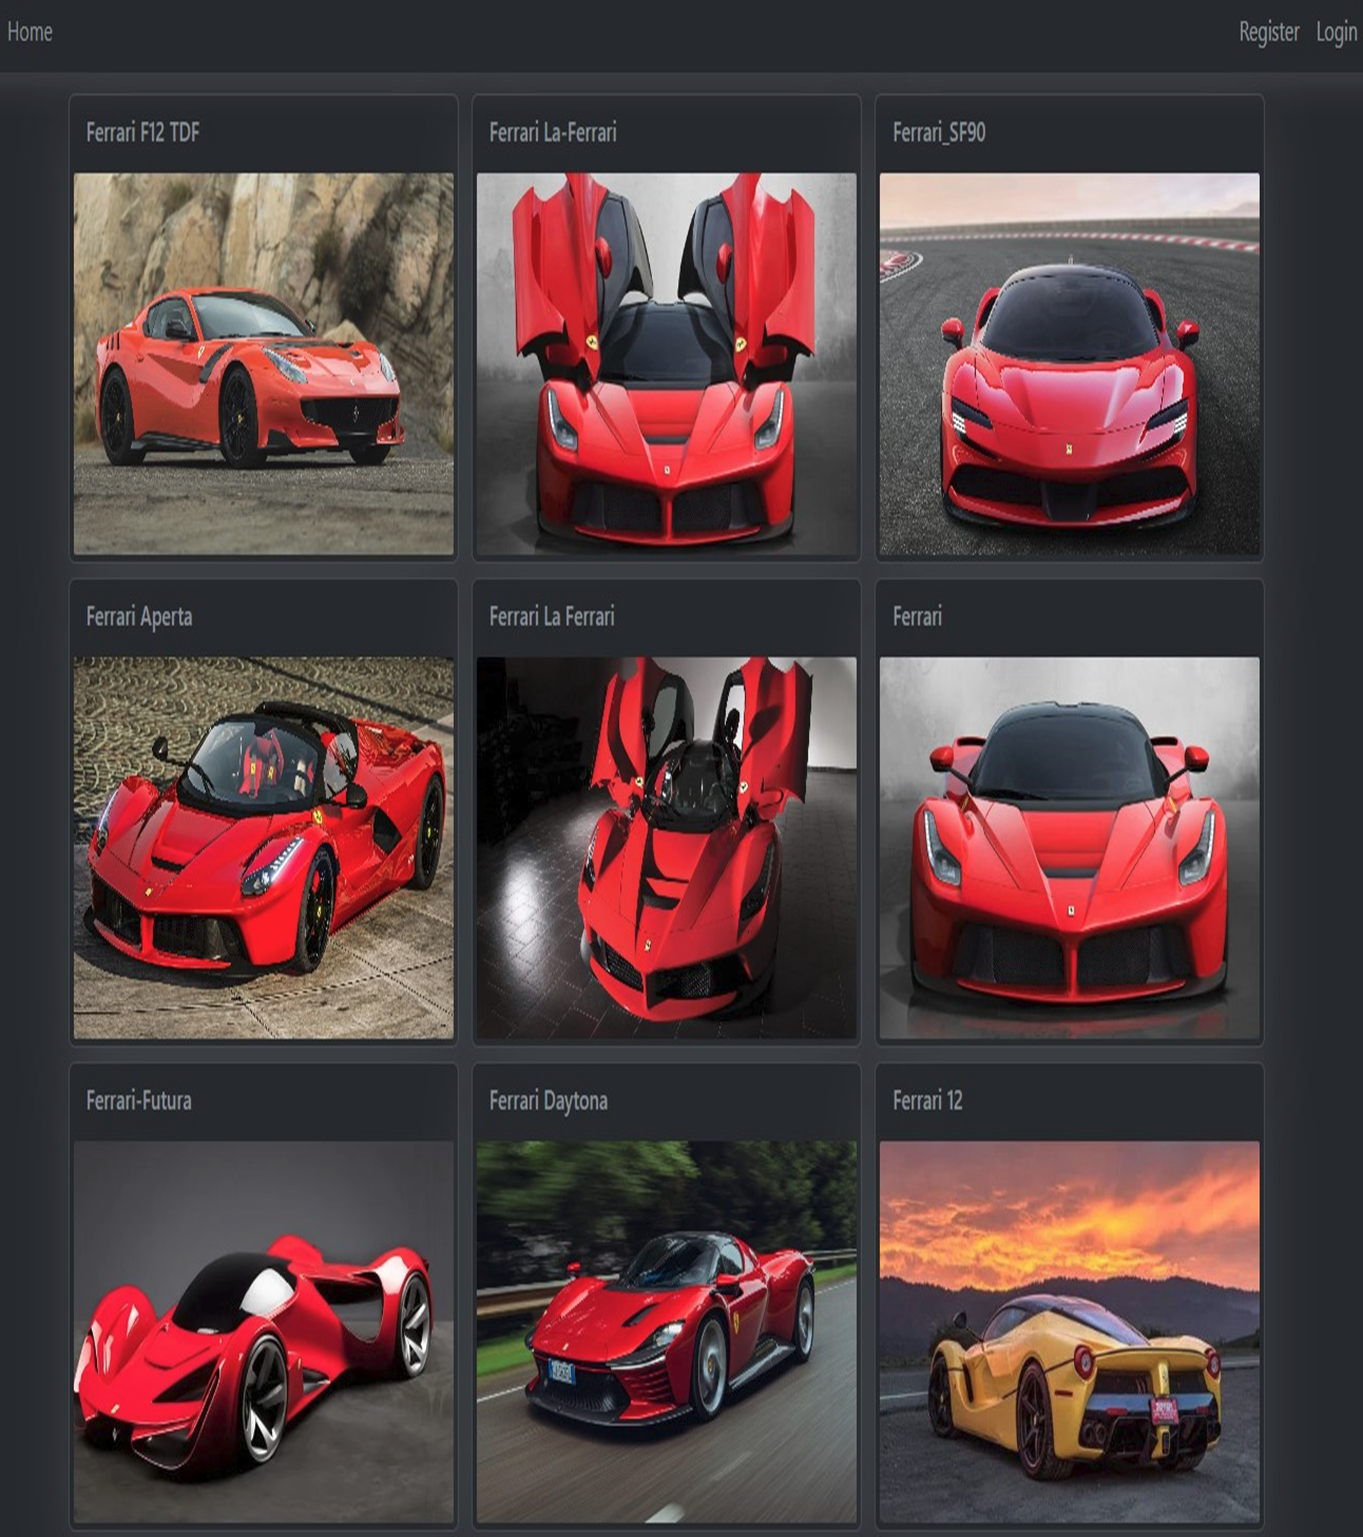 Home
Register
Login
Ferrari F12 TDF
Ferrari La-Ferrari
Ferrari_SF90
Ferrari Aperta
Ferrari La Ferrari
Ferrari
Ferrari-Futura
Ferrari Daytona
Ferrari 12